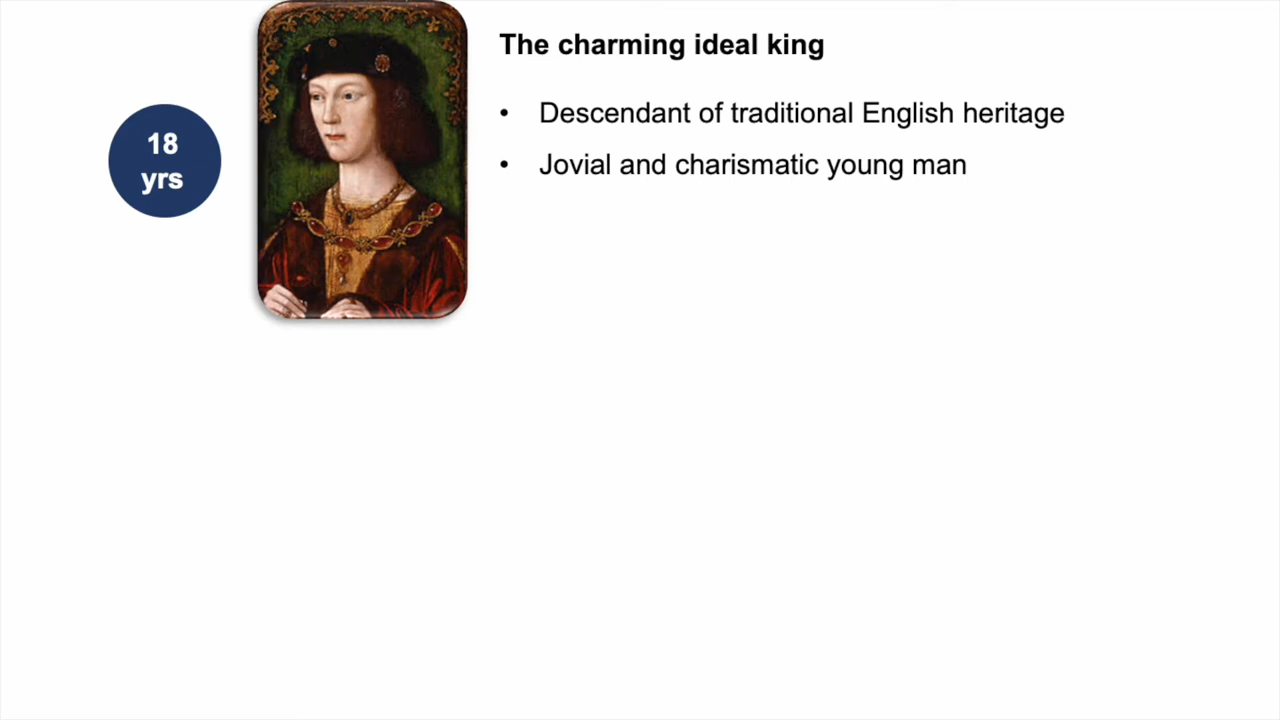 The charming ideal king
• Descendant of traditional English heritage
18
yrs
• Jovial and charismatic young man